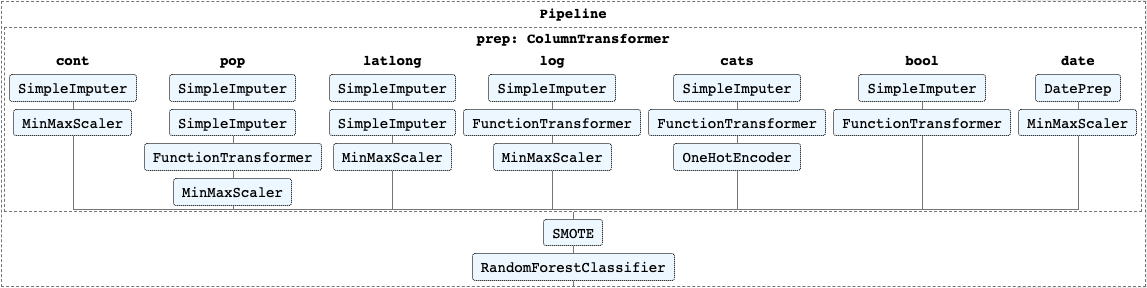 Pipeline
prep: ColumnTransformer
cont pop latlong log cats bool date
SimpleImputer SimpleImputer SimpleImputer SimpleImputer SimpleImputer SimpleImputer DatePrep
MinMaxScaler SimpleImputer SimpleImputer FunctionTransformer FunctionTransformer FunctionTransformer MinMaxScaler
FunctionTransformer MinMaxScaler MinMaxScaler OneHotEncoder
MinMaxScaler
SMOTE
RandomForestClassifier